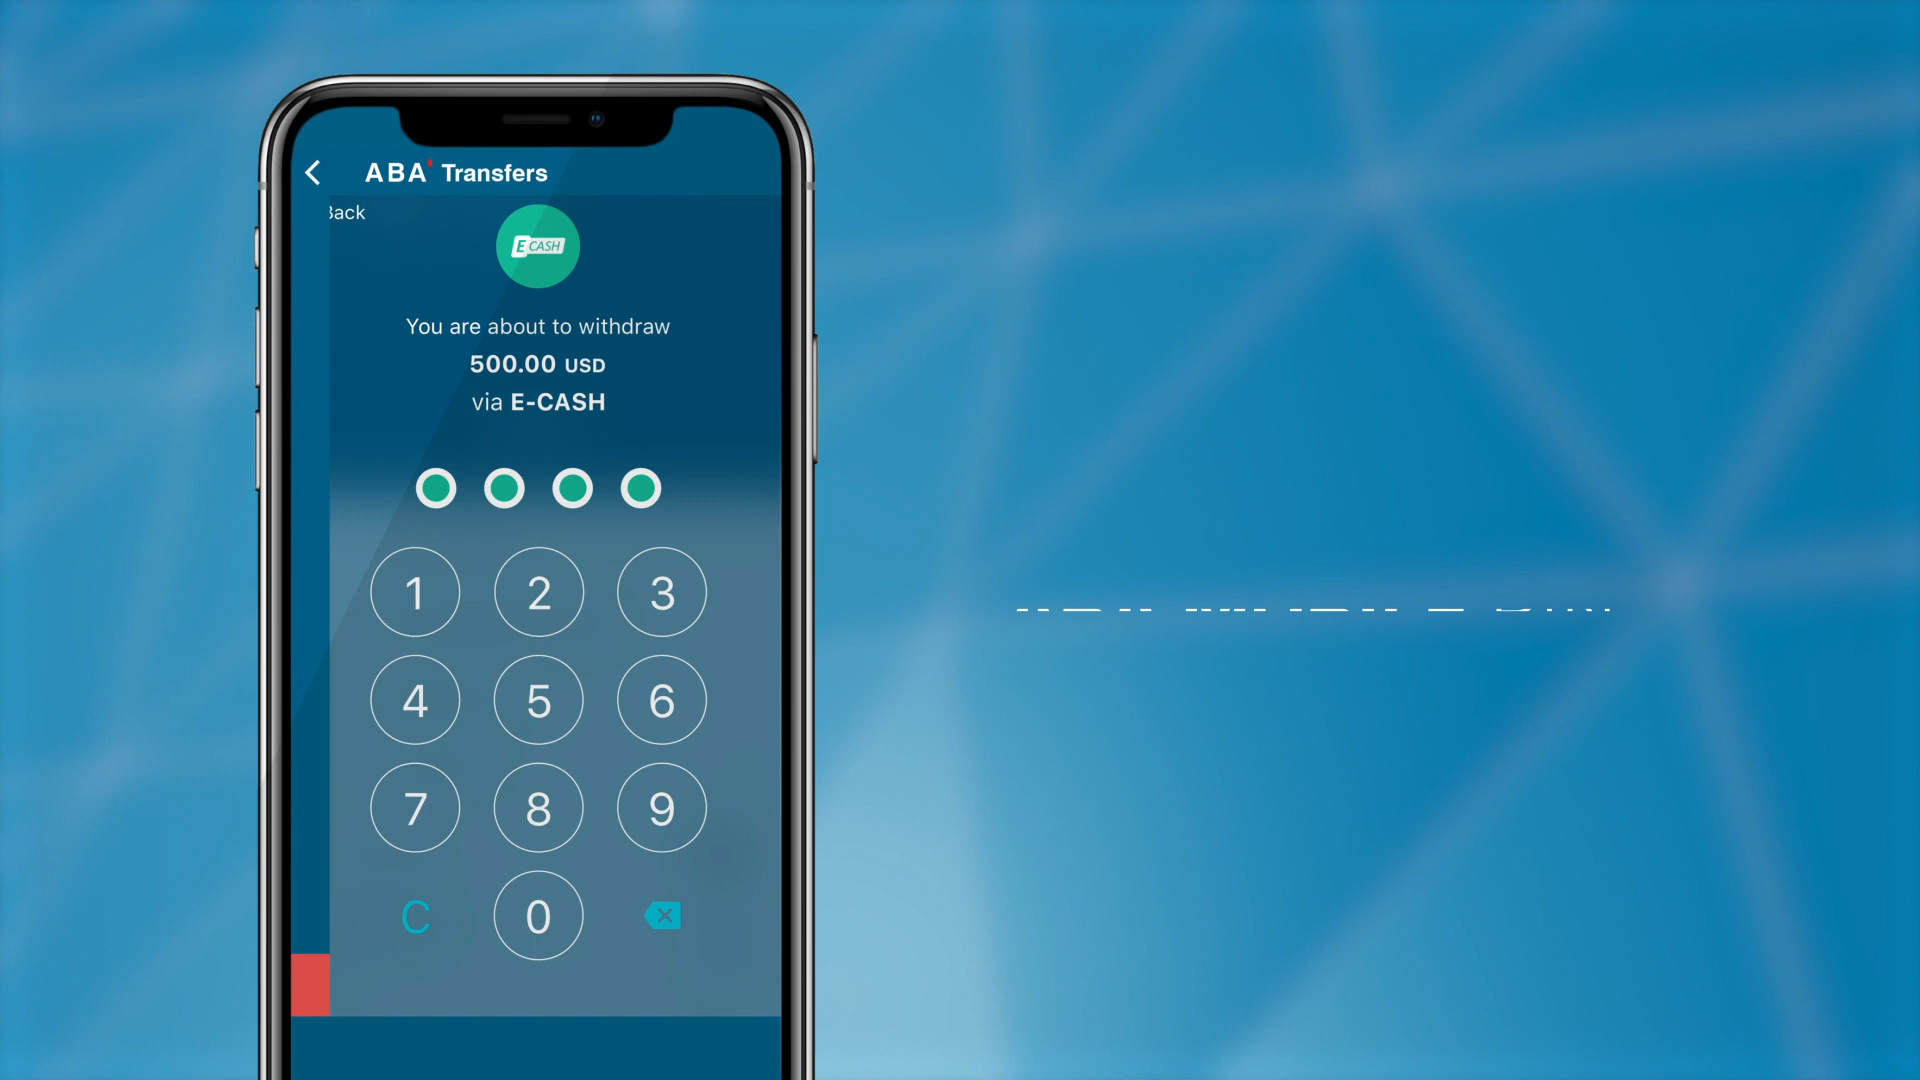 ABA' Transfers
Back
E CASH
You are about to withdraw
500.00 USD
via E-CASH
1 2 3
4 5 6
7 8 9
C 0